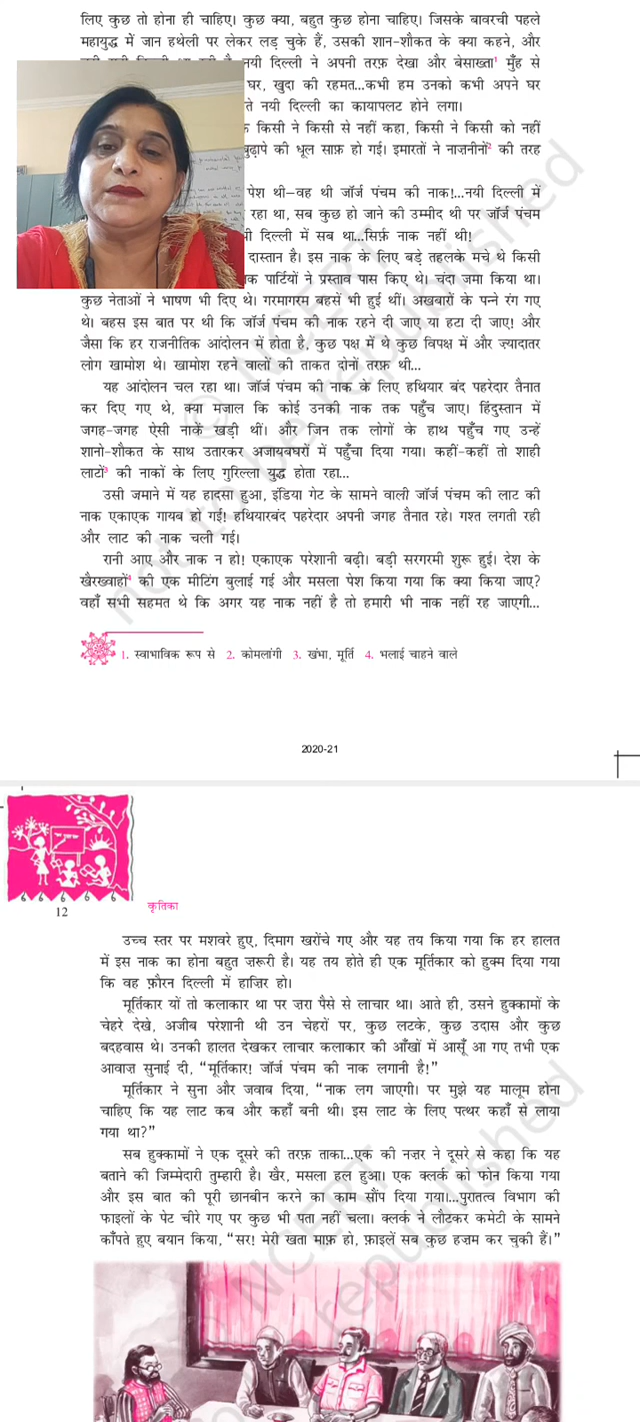 लिए कुछ तो होना ही चाहिए। कुछ क्या, बहुत कुछ होना चाहिए। जिसके बावरची पहले
महायुद्ध में जान हथेली पर लेकर लड़ चुके हैं, उसकी शान-शौकत के क्या कहने, और
नयी दिल्ली ने अपनी तरफ़ देखा और बेसाख्ता1 मुँह से
घर, खुदा की रहमत...कभी हम उनको कभी अपने घर
ते नयी दिल्ली का कायापलट होने लगा।
किसी ने किसी से नहीं कहा, किसी ने किसी को नहीं
बुढ़ापे की धूल साफ़ हो गई। इमारतों ने नाज़नीनों2 की तरह
पेश थी—वह थी जॉर्ज पंचम की नाक!...नयी दिल्ली में
रहा था, सब कुछ हो जाने की उम्मीद थी पर जॉर्ज पंचम
दिल्ली में सब था...सिर्फ़ नाक नहीं थी!
दास्तान है। इस नाक के लिए बड़े तहलके मचे थे किसी
क पार्टियों ने प्रस्ताव पास किए थे। चंदा जमा किया था।
कुछ नेताओं ने भाषण भी दिए थे। गरमागरम बहसें भी हुई थीं। अखबारों के पन्ने रंग गए
थे। बहस इस बात पर थी कि जॉर्ज पंचम की नाक रहने दी जाए या हटा दी जाए! और
जैसा कि हर राजनीतिक आंदोलन में होता है, कुछ पक्ष में थे कुछ विपक्ष में और ज़्यादातर
लोग खामोश थे। खामोश रहने वालों की ताकत दोनों तरफ़ थी...
यह आंदोलन चल रहा था। जॉर्ज पंचम की नाक के लिए हथियार बंद पहरेदार तैनात
कर दिए गए थे, क्या मजाल कि कोई उनकी नाक तक पहुँच जाए। हिंदुस्तान में
जगह-जगह ऐसी नाकें खड़ी थीं। और जिन तक लोगों के हाथ पहुँच गए उन्हें
शानो-शौकत के साथ उतारकर अजायबघरों में पहुँचा दिया गया। कहीं-कहीं तो शाही
लाटों3 की नाकों के लिए गुरिल्ला युद्ध होता रहा...
उसी जमाने में यह हादसा हुआ, इंडिया गेट के सामने वाली जॉर्ज पंचम की लाट की
नाक एकाएक गायब हो गई! हथियारबंद पहरेदार अपनी जगह तैनात रहे। गश्त लगती रही
और लाट की नाक चली गई।
रानी आए और नाक न हो! एकाएक परेशानी बढ़ी। बड़ी सरगरमी शुरू हुई। देश के
खैरख्वाहों4 की एक मीटिंग बुलाई गई और मसला पेश किया गया कि क्या किया जाए?
वहाँ सभी सहमत थे कि अगर यह नाक नहीं है तो हमारी भी नाक नहीं रह जाएगी...
1. स्वाभाविक रूप से 2. कोमलांगी 3. खंभा, मूर्ति 4. भलाई चाहने वाले
2020-21
12
कृतिका
उच्च स्तर पर मशवरे हुए, दिमाग खरोंचे गए और यह तय किया गया कि हर हालत
में इस नाक का होना बहुत ज़रूरी है। यह तय होते ही एक मूर्तिकार को हुक्म दिया गया
कि वह फ़ौरन दिल्ली में हाज़िर हो।
मूर्तिकार यों तो कलाकार था पर ज़रा पैसे से लाचार था। आते ही, उसने हुक्कामों के
चेहरे देखे, अजीब परेशानी थी उन चेहरों पर, कुछ लटके, कुछ उदास और कुछ
बदहवास थे। उनकी हालत देखकर लाचार कलाकार की आँखों में आसूँ आ गए तभी एक
आवाज़ सुनाई दी, “मूर्तिकार! जॉर्ज पंचम की नाक लगानी है!”
मूर्तिकार ने सुना और जवाब दिया, “नाक लग जाएगी। पर मुझे यह मालूम होना
चाहिए कि यह लाट कब और कहाँ बनी थी। इस लाट के लिए पत्थर कहाँ से लाया
गया था?”
सब हुक्कामों ने एक दूसरे की तरफ़ ताका...एक की नज़र ने दूसरे से कहा कि यह
बताने की जिम्मेदारी तुम्हारी है। खैर, मसला हल हुआ। एक क्लर्क को फोन किया गया
और इस बात की पूरी छानबीन करने का काम सौंप दिया गया।...पुरातत्व विभाग की
फाइलों के पेट चीरे गए पर कुछ भी पता नहीं चला। क्लर्क ने लौटकर कमेटी के सामने
काँपते हुए बयान किया, “सर! मेरी खता माफ़ हो, फ़ाइलें सब कुछ हज़म कर चुकी हैं।”
© NCERT
not to be republished
© NCERT
republished